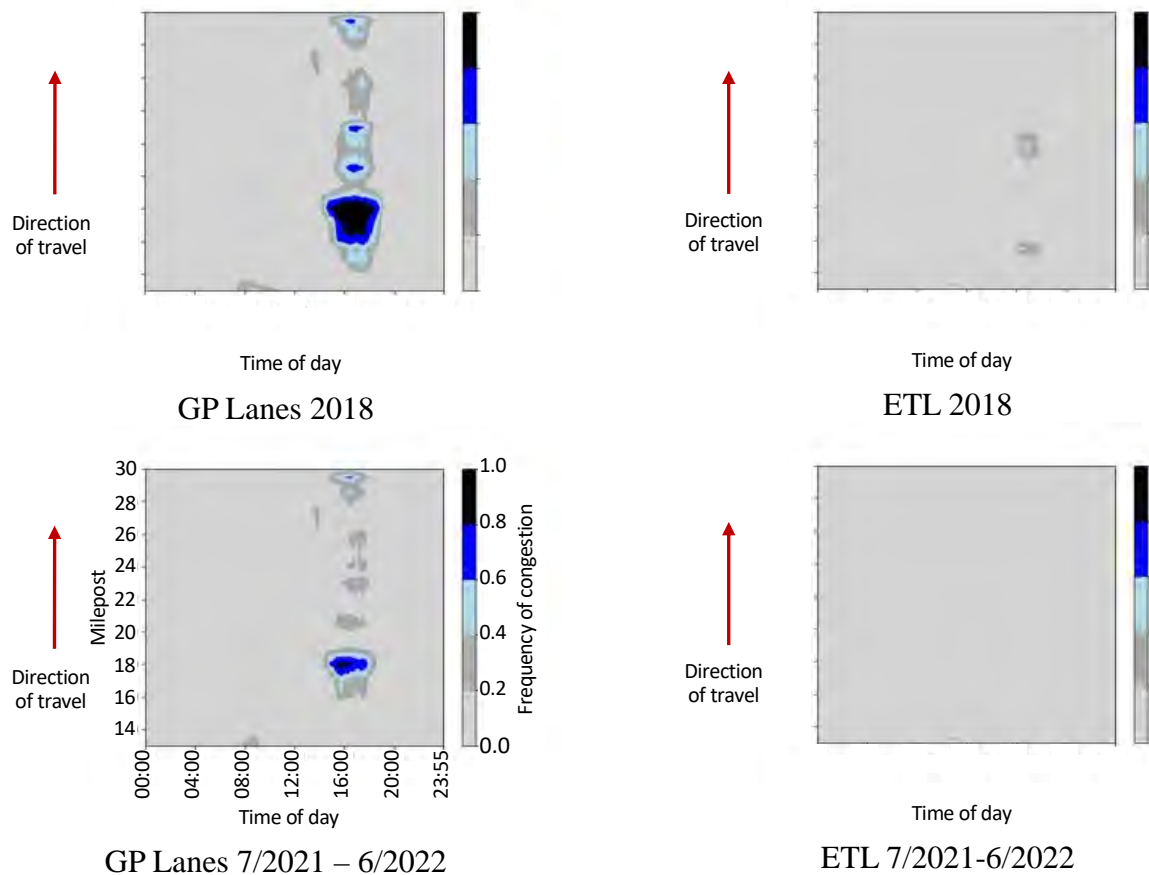 Direction
of travel
Time of day
GP Lanes 2018
Direction
of travel
Time of day
ETL 2018
30
28
26
24
22
20
18
16
14
Milepost
Direction
of travel
00:00
04:00
08:00
12:00
16:00
20:00
23:55
Time of day
1.0
0.8
0.6
0.4
0.2
0.0
Frequency of congestion
GP Lanes 7/2021 – 6/2022
Direction
of travel
Time of day
ETL 7/2021-6/2022